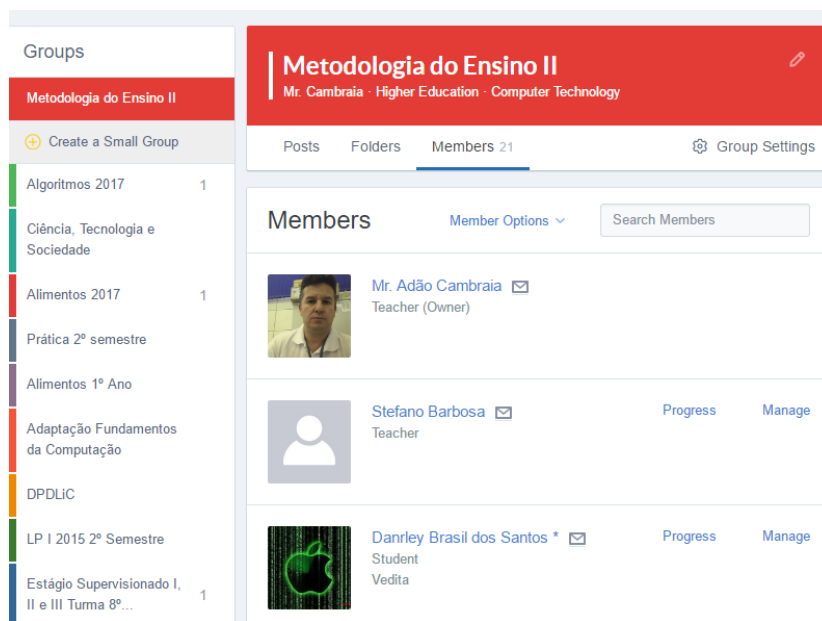 Groups
Metodologia do Ensino II
Create a Small Group
Algoritmos 2017 1
Ciência, Tecnologia e
Sociedade
Alimentos 2017 1
Prática 2º semestre
Alimentos 1º Ano
Adaptação Fundamentos
da Computação
DPDLiC
LP I 2015 2º Semestre
Estágio Supervisionado I,
II e III Turma 8º... 1
Metodologia do Ensino II
Mr. Cambraia · Higher Education · Computer Technology
Posts Folders Members 21 Group Settings
Members Member Options Search Members
Mr. Adão Cambraia
Teacher (Owner)
Stefano Barbosa Progress Manage
Teacher
Danrley Brasil dos Santos * Progress Manage
Student
Vedita